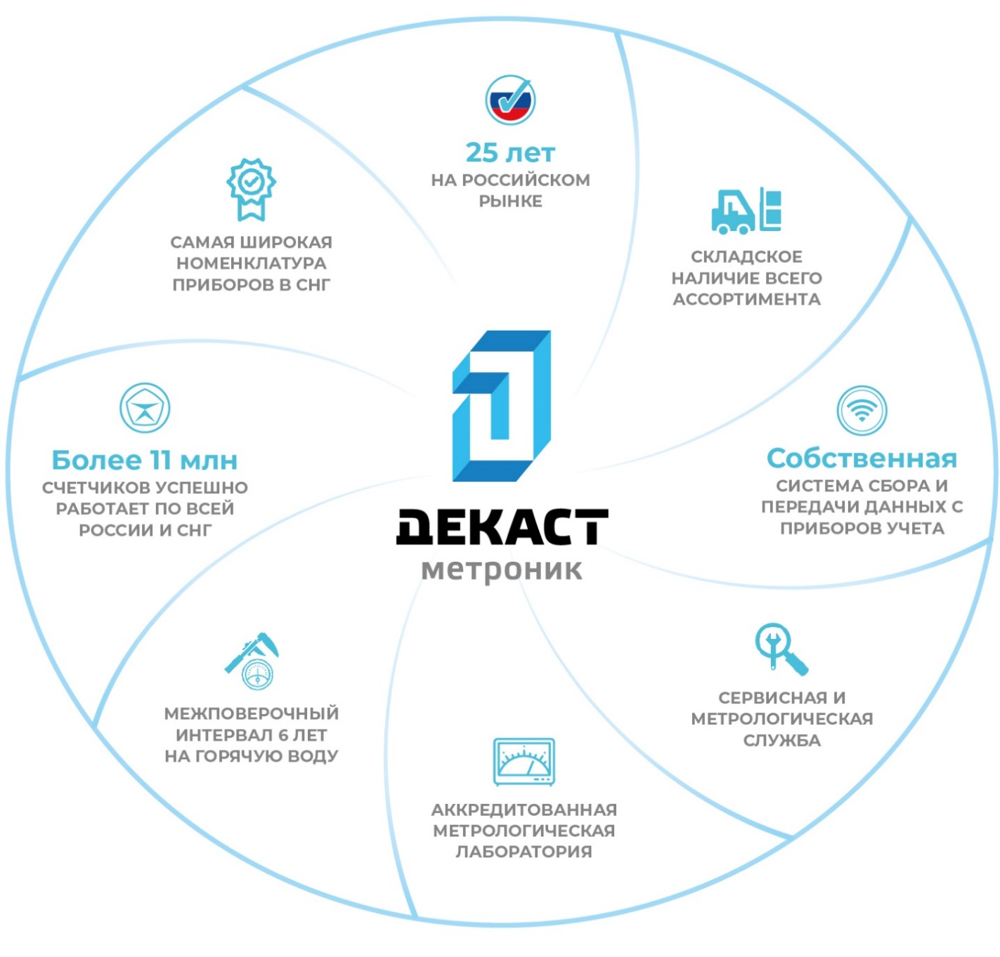 25 лет
НА РОССИЙСКОМ
РЫНКЕ
СКЛАДСКОЕ
НАЛИЧИЕ ВСЕГО
АССОРТИМЕНТА
Собственная
СИСТЕМА СБОРА И
ПЕРЕДАЧИ ДАННЫХ С
ПРИБОРОВ УЧЕТА
СЕРВИСНАЯ И
МЕТРОЛОГИЧЕСКАЯ
СЛУЖБА
АККРЕДИТОВАННАЯ
МЕТРОЛОГИЧЕСКАЯ
ЛАБОРАТОРИЯ
МЕЖПОВЕРОЧНЫЙ
ИНТЕРВАЛ 6 ЛЕТ
НА ГОРЯЧУЮ ВОДУ
Более 11 млн
СЧЕТЧИКОВ УСПЕШНО
РАБОТАЕТ ПО ВСЕЙ
РОССИИ И СНГ
САМАЯ ШИРОКАЯ
НОМЕНКЛАТУРА
ПРИБОРОВ В СНГ
ДЕКАСТ
метроник